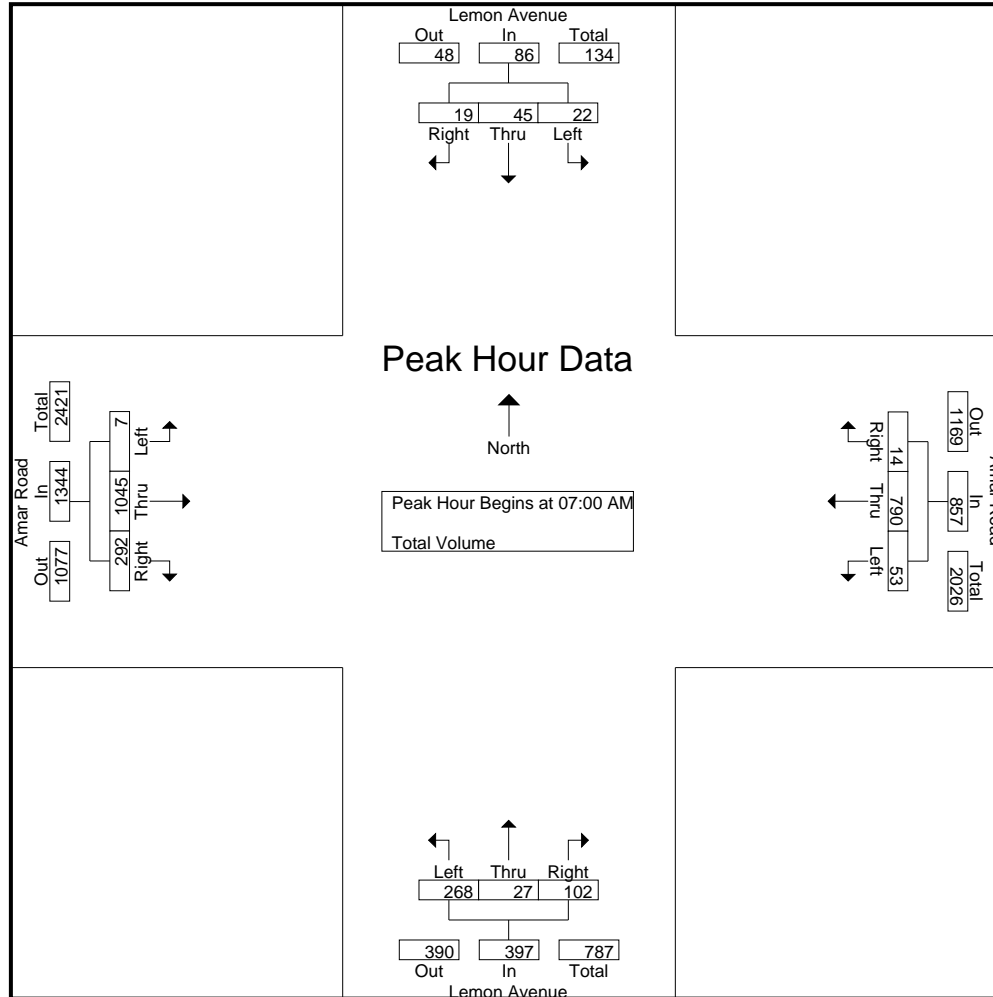 Lemon Avenue
Out In Total
48 86 134
19 45 22
Right Thru Left
Peak Hour Data
North
Peak Hour Begins at 07:00 AM
Total Volume
Amar Road
Total In Out
2421 1344 1077
7 1045 292
Left Thru Right
Out In Total
1169 857 2026
14 790 53
Right Thru Left
Left Thru Right
268 27 102
390 397 787
Out In Total
Lemon Avenue